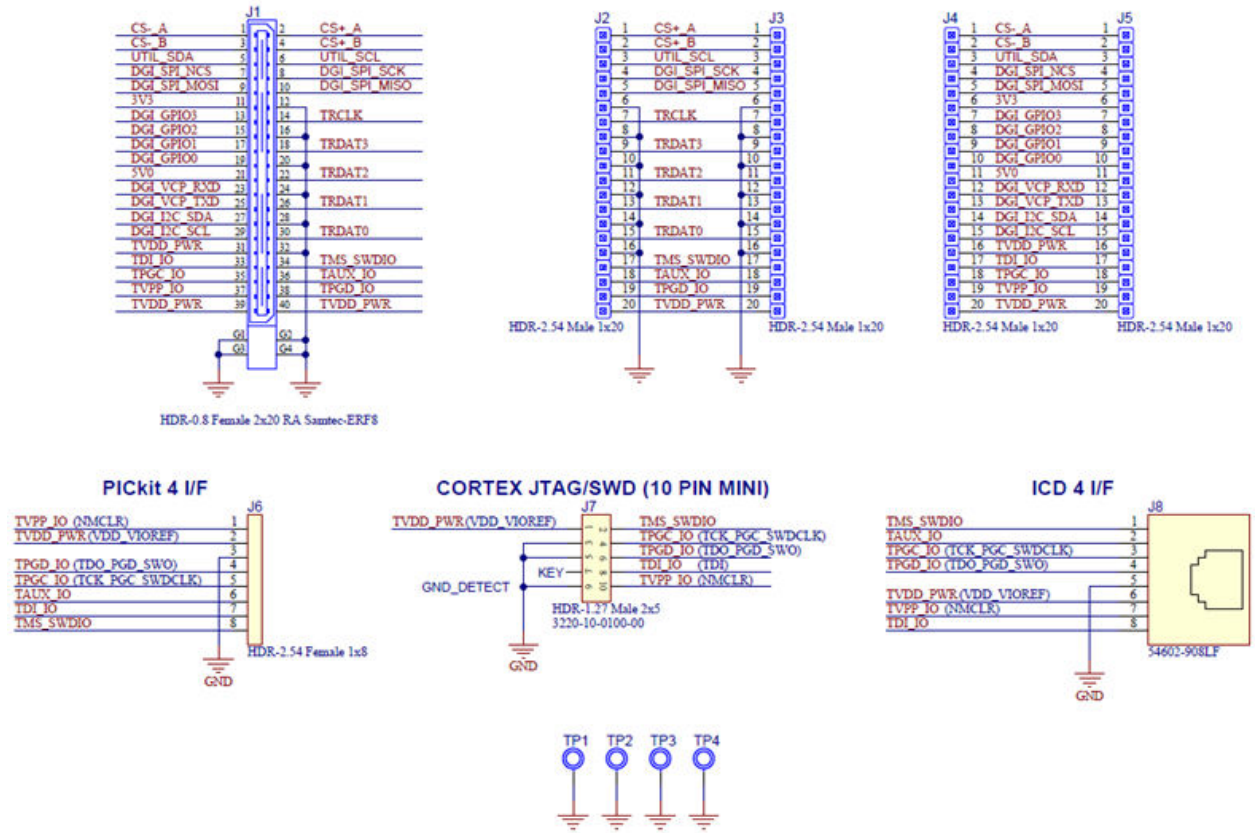 J1
CS-_A 1 2 CS+_A
CS-_B 3 4 CS+_B
UTIL_SDA 5 6 UTIL_SCL
DGI_SPI_NCS 7 8 DGI_SPI_SCK
DGI_SPI_MOSI 9 10 DGI_SPI_MISO
3V3 11 12
DGI_GPIO3 13 14 TRCLK
DGI_GPIO2 15 16
DGI_GPIO1 17 18 TRDAT3
DGI_GPIO0 19 20
5V0 21 22 TRDAT2
DGI_VCP_RXD 23 24
DGI_VCP_TXD 25 26 TRDAT1
DGI_I2C_SDA 27 28
DGI_I2C_SCL 29 30 TRDAT0
TVDD_PWR 31 32
TDI_IO 33 34 TMS_SWDIO
TPGC_IO 35 36 TAUX_IO
TVPP_IO 37 38 TPGD_IO
TVDD_PWR 39 40 TVDD_PWR
G1 G2
G3 G4
HDR-0.8 Female 2x20 RA Samtec-ERF8
J2 J3
1 CS+_A 1
2 CS+_B 2
3 UTIL_SCL 3
4 DGI_SPI_SCK 4
5 DGI_SPI_MISO 5
6 6
7 TRCLK 7
8 8
9 TRDAT3 9
10 10
11 TRDAT2 11
12 12
13 TRDAT1 13
14 14
15 TRDAT0 15
16 16
17 TMS_SWDIO 17
18 TAUX_IO 18
19 TPGD_IO 19
20 TVDD_PWR 20
HDR-2.54 Male 1x20 HDR-2.54 Male 1x20
J4 J5
1 CS-_A 1
2 CS-_B 2
3 UTIL_SDA 3
4 DGI_SPI_NCS 4
5 DGI_SPI_MOSI 5
6 3V3 6
7 DGI_GPIO3 7
8 DGI_GPIO2 8
9 DGI_GPIO1 9
10 DGI_GPIO0 10
11 5V0 11
12 DGI_VCP_RXD 12
13 DGI_VCP_TXD 13
14 DGI_I2C_SDA 14
15 DGI_I2C_SCL 15
16 TVDD_PWR 16
17 TDI_IO 17
18 TPGC_IO 18
19 TVPP_IO 19
20 TVDD_PWR 20
HDR-2.54 Male 1x20 HDR-2.54 Male 1x20
PICkit 4 I/F
J6
TVPP_IO (NMCLR) 1
TVDD_PWR (VDD_VIOREF) 2
3
TPGD_IO (TDO_PGD_SWO) 4
TPGC_IO (TCK_PGC_SWDCLK) 5
TAUX_IO 6
TDI_IO 7
TMS_SWDIO 8
HDR-2.54 Female 1x8
GND
CORTEX JTAG/SWD (10 PIN MINI)
J7
TVDD_PWR (VDD_VIOREF) 1 2 TMS_SWDIO
3 4 TPGC_IO (TCK_PGC_SWDCLK)
5 6 TPGD_IO (TDO_PGD_SWO)
KEY 7 8 TDI_IO (TDI)
GND_DETECT 9 10 TVPP_IO (NMCLR)
HDR-1.27 Male 2x5
3220-10-0100-00
GND
ICD 4 I/F
J8
TMS_SWDIO 1
TAUX_IO 2
TPGC_IO (TCK_PGC_SWDCLK) 3
TPGD_IO (TDO_PGD_SWO) 4
5
TVDD_PWR (VDD_VIOREF) 6
TVPP_IO (NMCLR) 7
TDI_IO 8
54602-908LF
GND
TP1 TP2 TP3 TP4